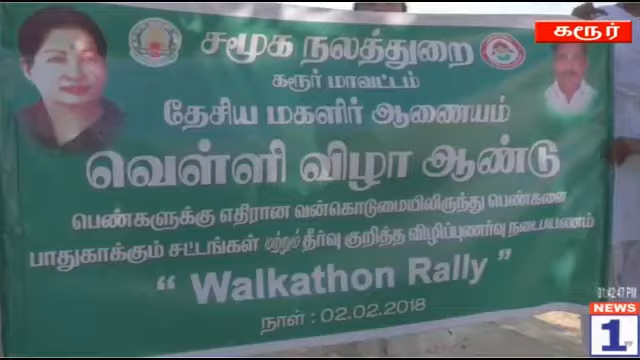 கரூர்
சமூக நலத்துறை
கரூர் மாவட்டம்
தேசிய மகளிர் ஆணையம்
வெள்ளி விழா ஆண்டு
பெண்களுக்கு எதிரான வன்கொடுமையிலிருந்து பெண்களை
பாதுகாக்கும் சட்டங்கள் மற்றும் தீர்வு குறித்த விழிப்புணர்வு நடைபயணம்
“ Walkathon Rally ”
நாள் : 02.02.2018
01:42:47 PM
NEWS
1